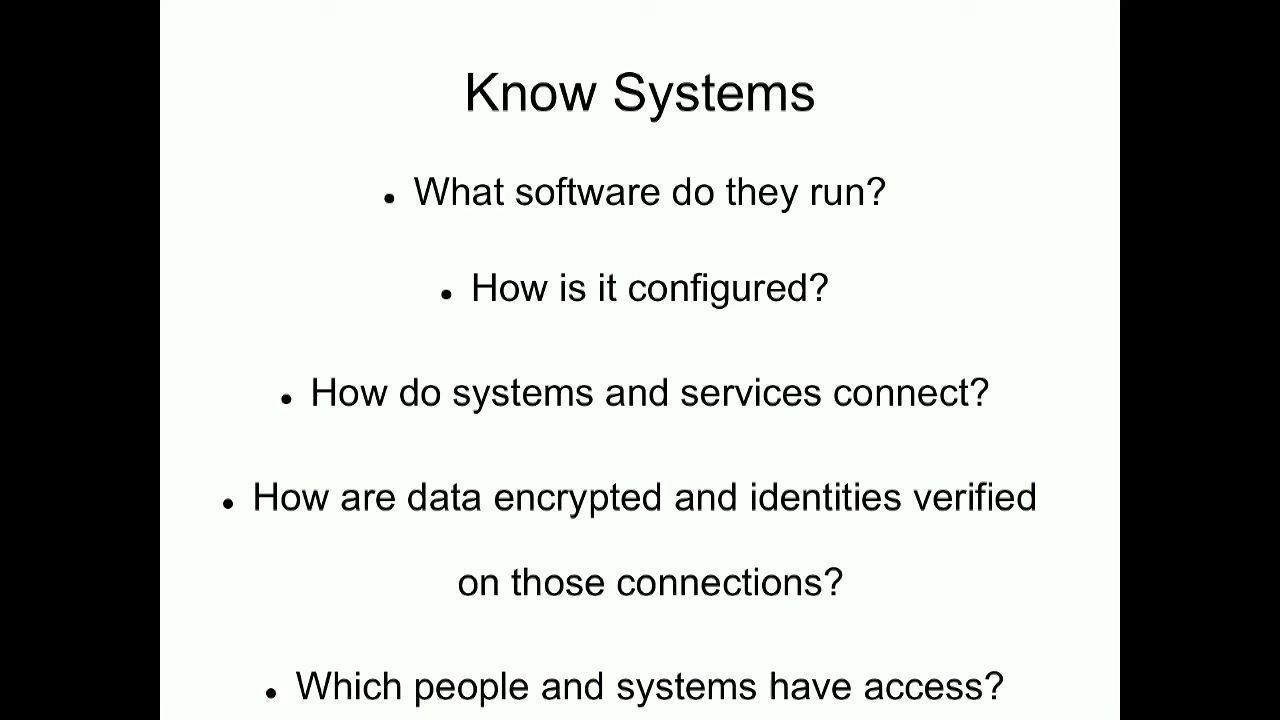 Know Systems
• What software do they run?
• How is it configured?
• How do systems and services connect?
• How are data encrypted and identities verified
on those connections?
• Which people and systems have access?